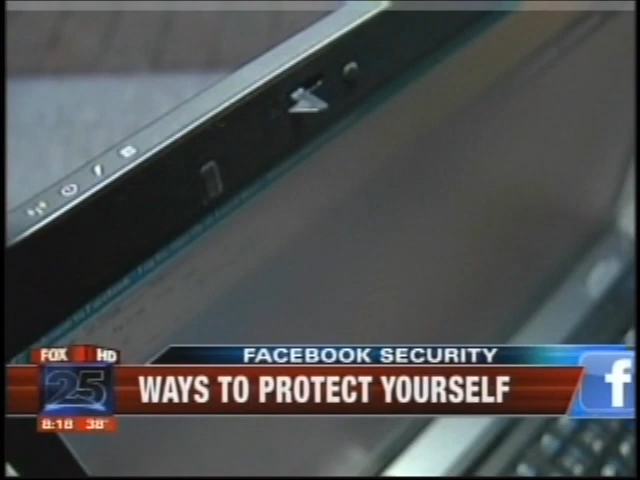 FACEBOOK SECURITY
FOX HD
25
WAYS TO PROTECT YOURSELF
f
8:18 38°